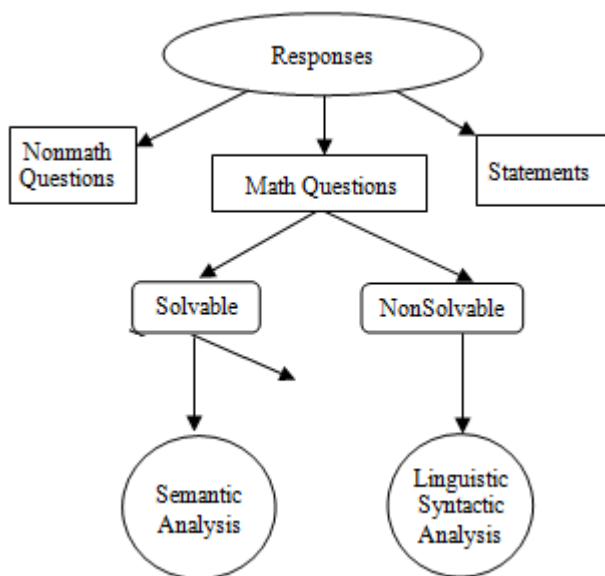 Responses
Nonmath
Questions
Math Questions
Statements
Solvable
NonSolvable
Semantic
Analysis
Linguistic
Syntactic
Analysis